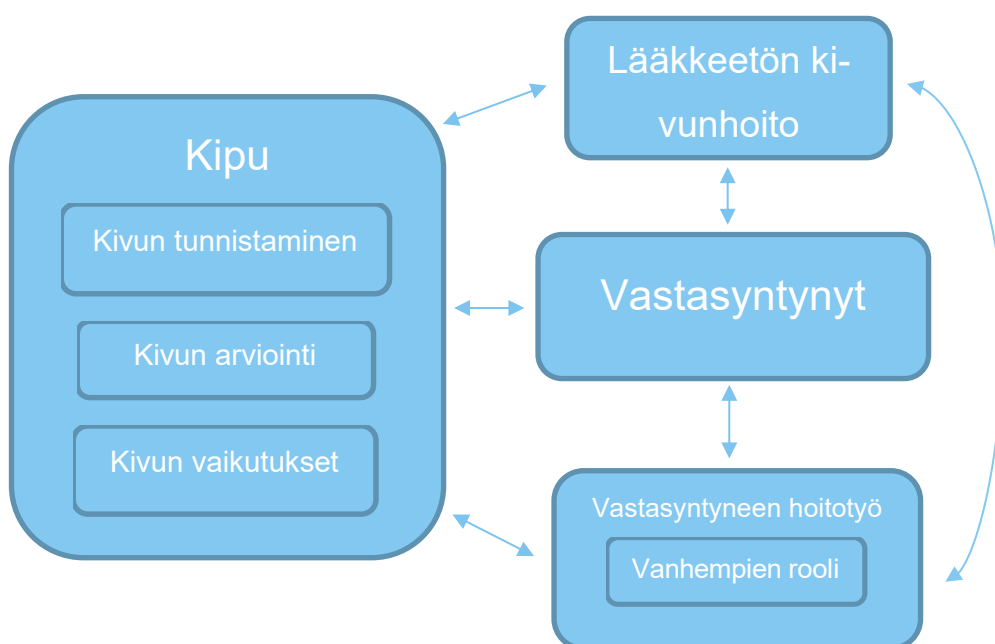 Kipu
Kivun tunnistaminen
Kivun arviointi
Kivun vaikutukset
Lääkkeetön ki-
vunhoito
Vastasyntynyt
Vastasyntyneen hoitotyö
Vanhempien rooli